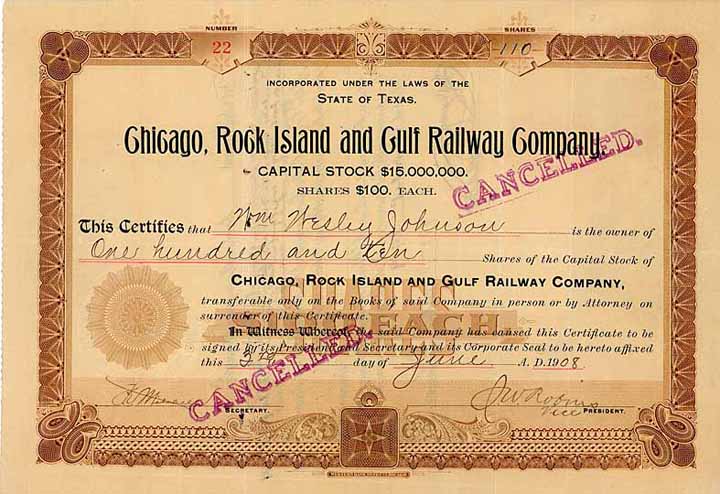 NUMBER
22
SHARES
110
INCORPORATED UNDER THE LAWS OF THE
STATE OF TEXAS.
Chicago, Rock Island and Gulf Railway Company.
CAPITAL STOCK $15,000,000.
SHARES $100. EACH.
CANCELLED.
This Certifies that Wm Wesley Johnson is the owner of
One hundred and ten Shares of the Capital Stock of
CHICAGO, ROCK ISLAND AND GULF RAILWAY COMPANY,
transferable only on the Books of said Company in person or by Attorney on
surrender of this Certificate.
EACH
In Witness Whereof, the said Company has caused this Certificate to be
signed by its President and Secretary and its Corporate Seal to be hereto affixed
this 3rd day of June A. D. 1908
CANCELLED.
SECRETARY.
Vice PRESIDENT.